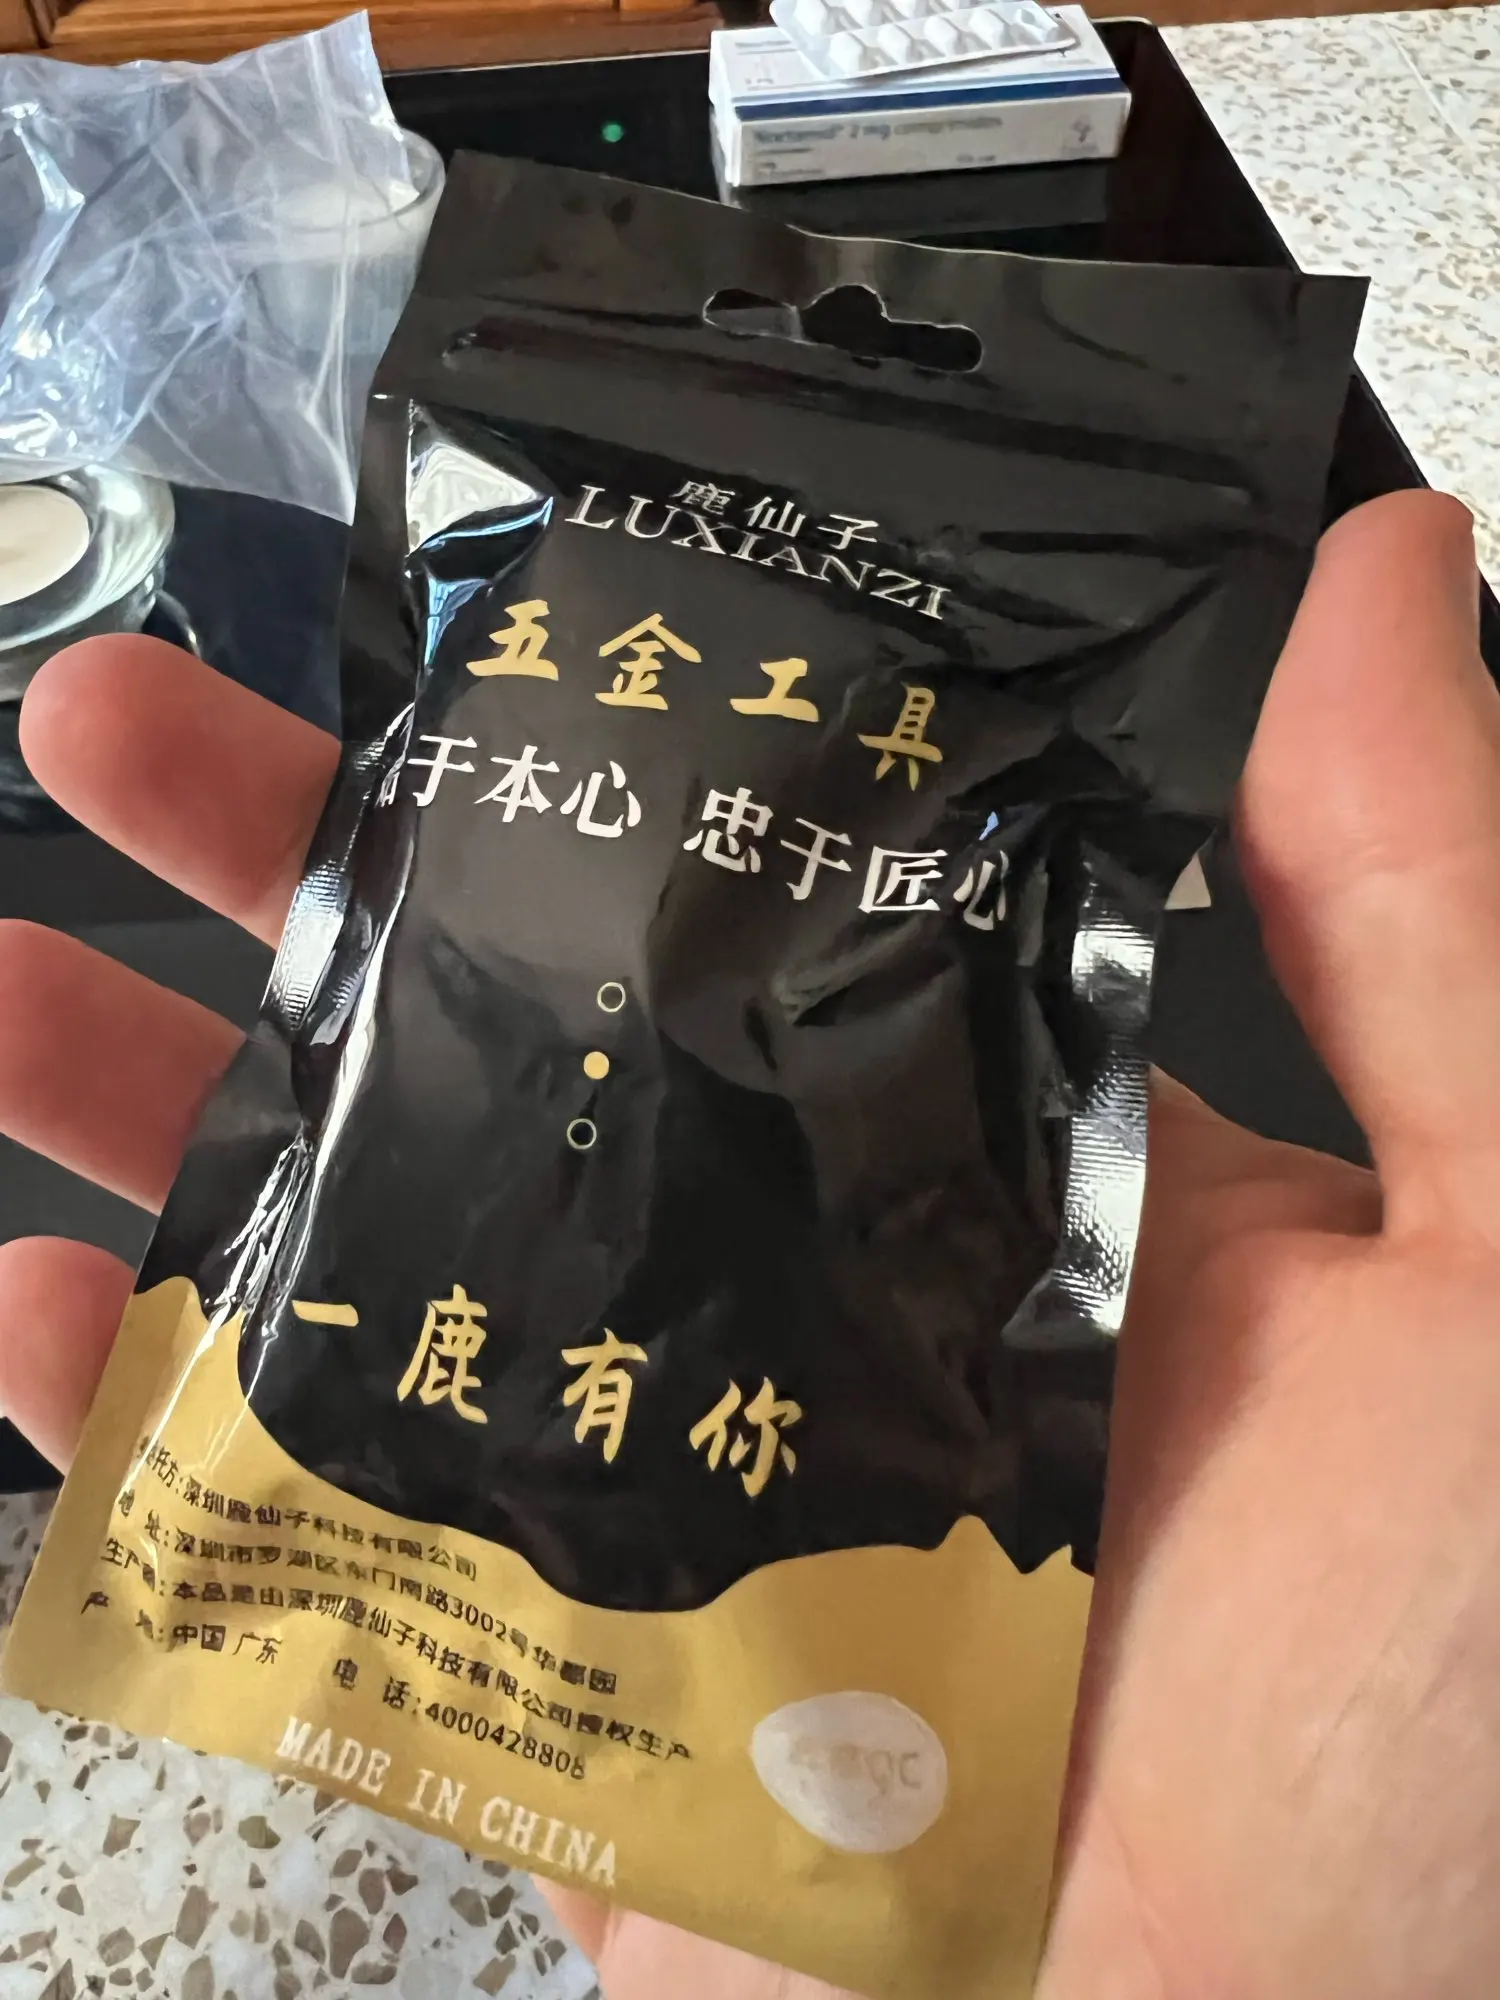 2 mg
鹿仙子
LUXIANZI
五金工具
于本心 忠于匠心
一鹿有你
托方:深圳鹿仙子科技有限公司
地 址:深圳市罗湖区东门南路3002号华都园
生产商:本品是由深圳鹿仙子科技有限公司授权生产
产 地:中国 广东 电 话:4000428808
MADE IN CHINA